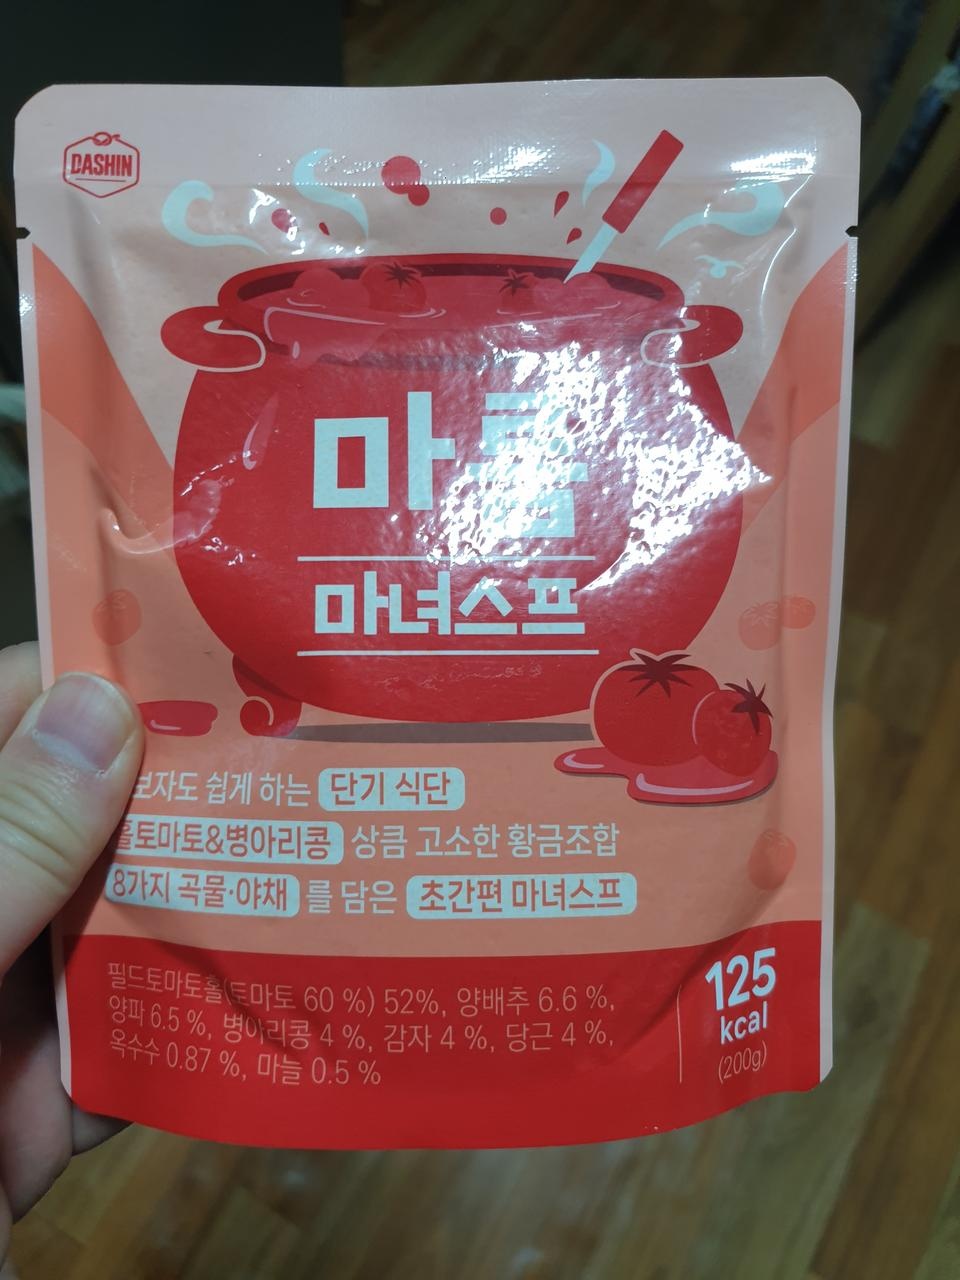 DASHIN
마
마녀스프
보자도 쉽게 하는 단기 식단
홀토마토&병아리콩 상큼 고소한 황금조합
8가지 곡물·야채 를 담은 초간편 마녀스프
필드토마토홀(토마토 60 %) 52%, 양배추 6.6 %,
양파 6.5 %, 병아리콩 4 %, 감자 4 %, 당근 4 %,
옥수수 0.87 %, 마늘 0.5 %
125
kcal
(200g)